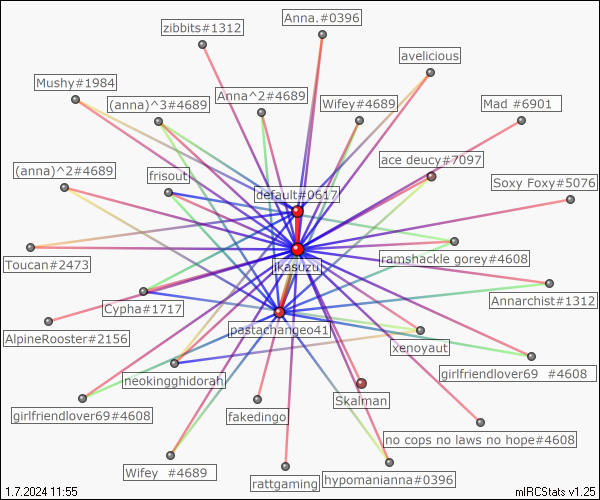 Anna.#0396
zibbits#1312
avelicious
Mushy#1984
(anna)^3#4689
Anna^2#4689
Wifey#4689
Mad #6901
ace deucy#7097
(anna)^2#4689
frisout
Soxy Foxy#5076
default#0617
ramshackle gorey#4608
Toucan#2473
jkasuzu
Annarchist#1312
Cypha#1717
pastachangeo41
AlpineRooster#2156
xenoyaut
neokingghidorah
girlfriendlover69 #4608
Skaiman
girlfriendlover69#4608
fakedingo
no cops no laws no hope#4608
Wifey #4689
rattgaming
hypomanianna#0396
1.7.2024 11:55
mIRCStats v1.25